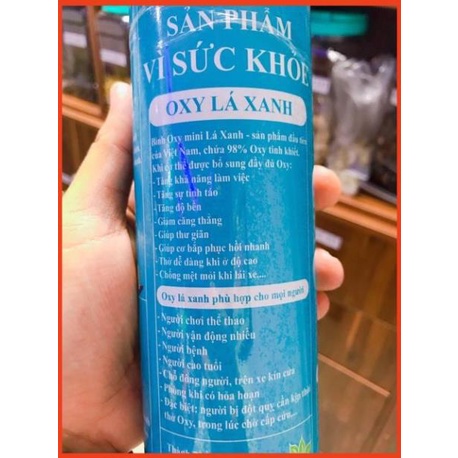 SẢN PHẨM
VÌ SỨC KHỎE
OXY LÁ XANH
Bình Oxy mini Lá Xanh - sản phẩm đầu tiên
của Việt Nam, chứa 98% Oxy tinh khiết.
Khi cơ thể được bổ sung đầy đủ Oxy:
- Tăng khả năng làm việc
- Tăng sự tỉnh táo
- Tăng độ bền
- Giảm căng thẳng
- Giúp thư giãn
- Giúp cơ bắp phục hồi nhanh
- Thở dễ dàng khi ở độ cao
- Chống mệt mỏi khi lái xe,...
Oxy lá xanh phù hợp cho mọi người
- Người chơi thể thao
- Người vận động nhiều
- Người bệnh
- Người cao tuổi
- Chỗ đông người, trên xe kín cửa
- Phòng khi có hỏa hoạn
- Đặc biệt: người bị đột quỵ cần kịp
thở Oxy, trong lúc chờ cấp cứu,...